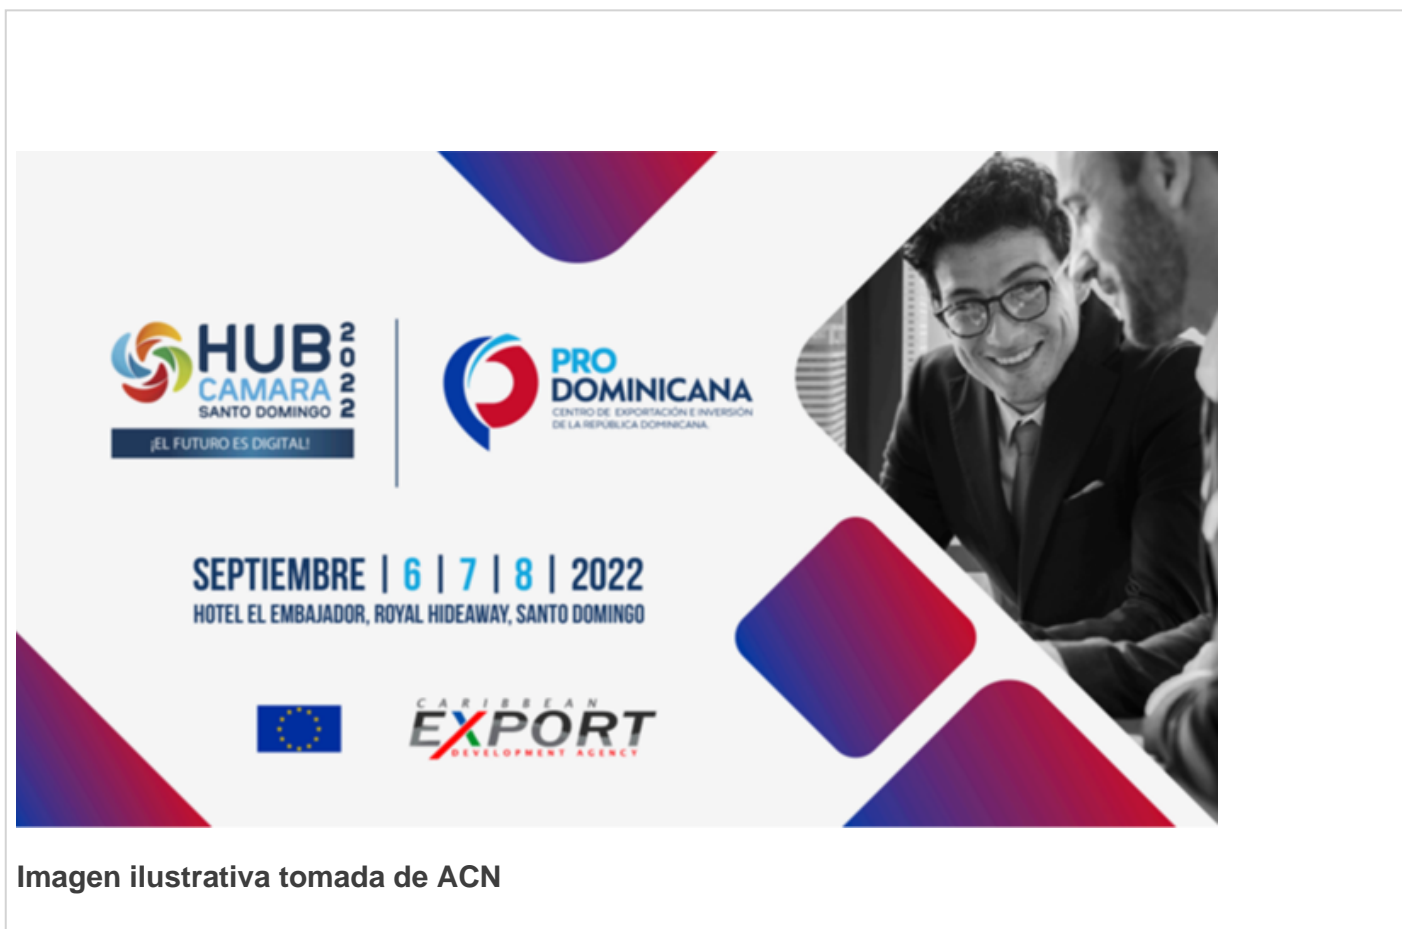 HUB
CAMARA
SANTO DOMINGO
2022
¡EL FUTURO ES DIGITAL!
PRO
DOMINICANA
CENTRO DE EXPORTACIÓN E INVERSIÓN
DE LA REPÚBLICA DOMINICANA.
SEPTIEMBRE | 6 | 7 | 8 | 2022
HOTEL EL EMBAJADOR, ROYAL HIDEAWAY, SANTO DOMINGO
CARIBBEAN
EXPORT
DEVELOPMENT AGENCY
Imagen ilustrativa tomada de ACN